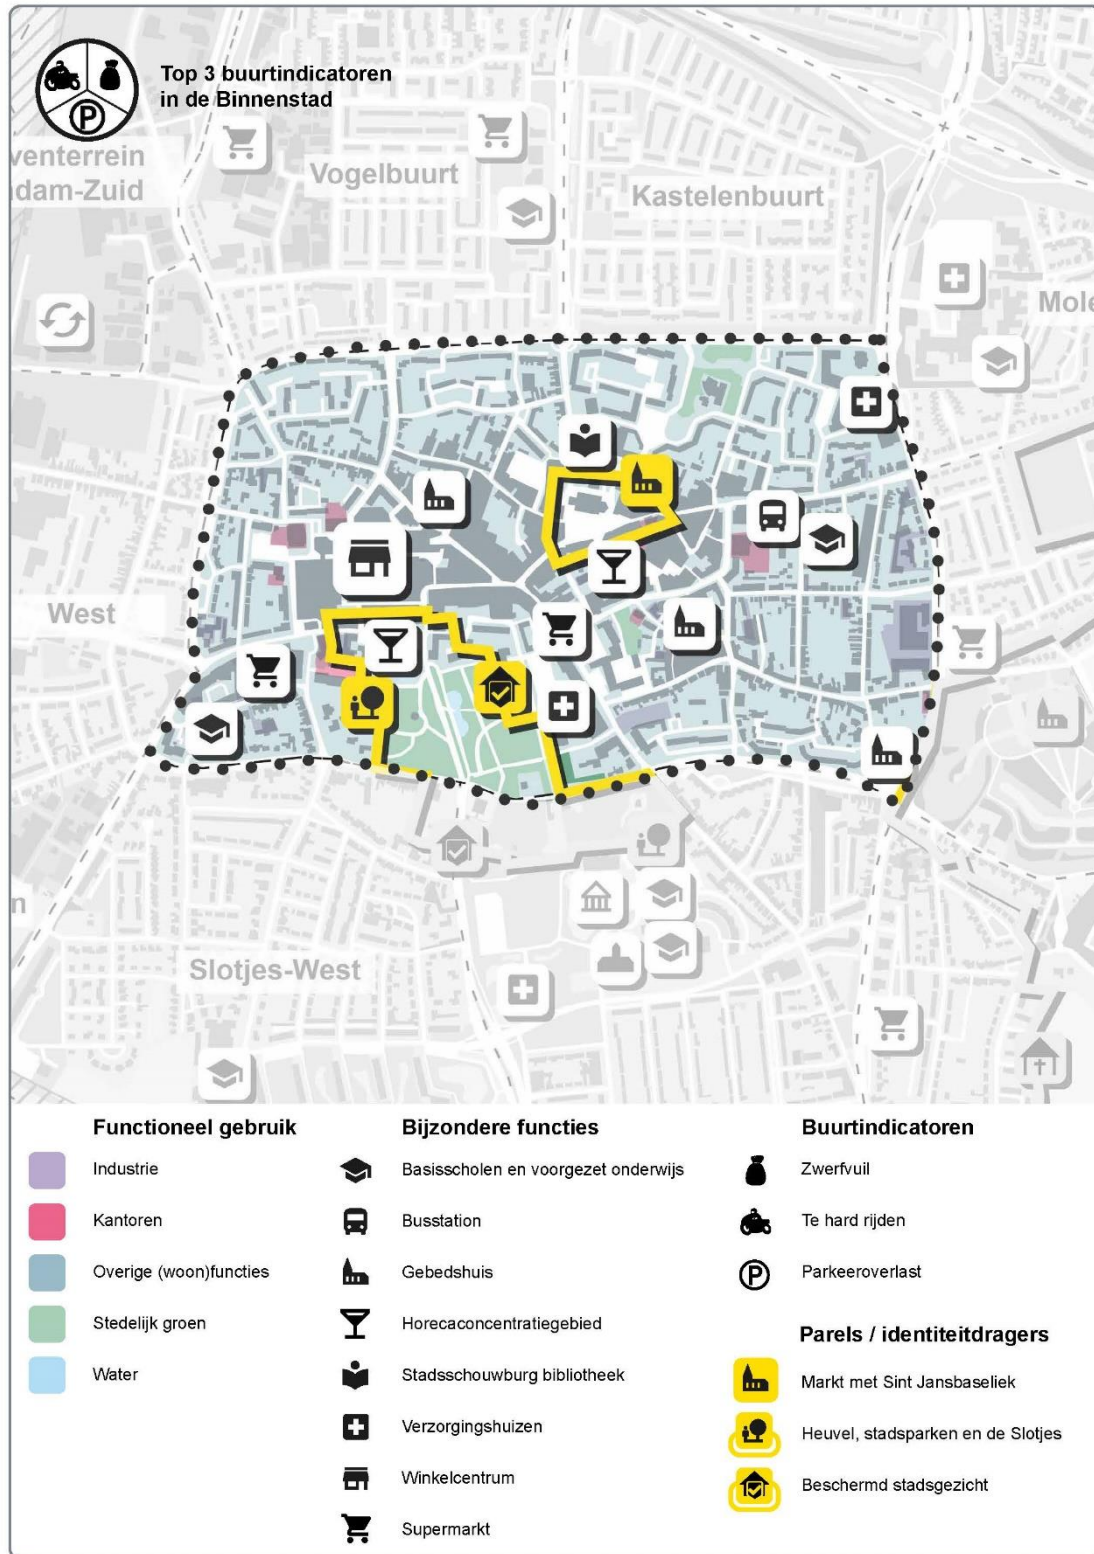 Top 3 buurtindicatoren
in de Binnenstad
venterrein
dam-Zuid
Vogelbuurt
Kastelenbuurt
Mole
West
n
Slotjes-West
Functioneel gebruik
Industrie
Kantoren
Overige (woon)functies
Stedelijk groen
Water
Bijzondere functies
Basisscholen en voorgezet onderwijs
Busstation
Gebedshuis
Horecaconcentratiegebied
Stadsschouwburg bibliotheek
Verzorgingshuizen
Winkelcentrum
Supermarkt
Buurtindicatoren
Zwerfvuil
Te hard rijden
P
Parkeeroverlast
Parels / identiteitdragers
Markt met Sint Jansbaseliek
Heuvel, stadsparken en de Slotjes
Beschermd stadsgezicht